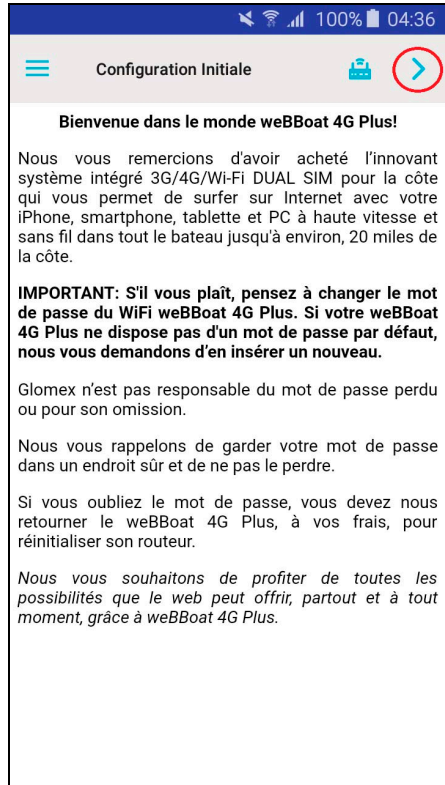 100% 04:36
Configuration Initiale
Bienvenue dans le monde weBBoat 4G Plus!
Nous vous remercions d'avoir acheté l’innovant
système intégré 3G/4G/Wi-Fi DUAL SIM pour la côte
qui vous permet de surfer sur Internet avec votre
iPhone, smartphone, tablette et PC à haute vitesse et
sans fil dans tout le bateau jusqu'à environ, 20 miles de
la côte.
IMPORTANT: S'il vous plaît, pensez à changer le mot
de passe du WiFi weBBoat 4G Plus. Si votre weBBoat
4G Plus ne dispose pas d'un mot de passe par défaut,
nous vous demandons d’en insérer un nouveau.
Glomex n’est pas responsable du mot de passe perdu
ou pour son omission.
Nous vous rappelons de garder votre mot de passe
dans un endroit sûr et de ne pas le perdre.
Si vous oubliez le mot de passe, vous devez nous
retourner le weBBoat 4G Plus, à vos frais, pour
réinitialiser son routeur.
Nous vous souhaitons de profiter de toutes les
possibilités que le web peut offrir, partout et à tout
moment, grâce à weBBoat 4G Plus.